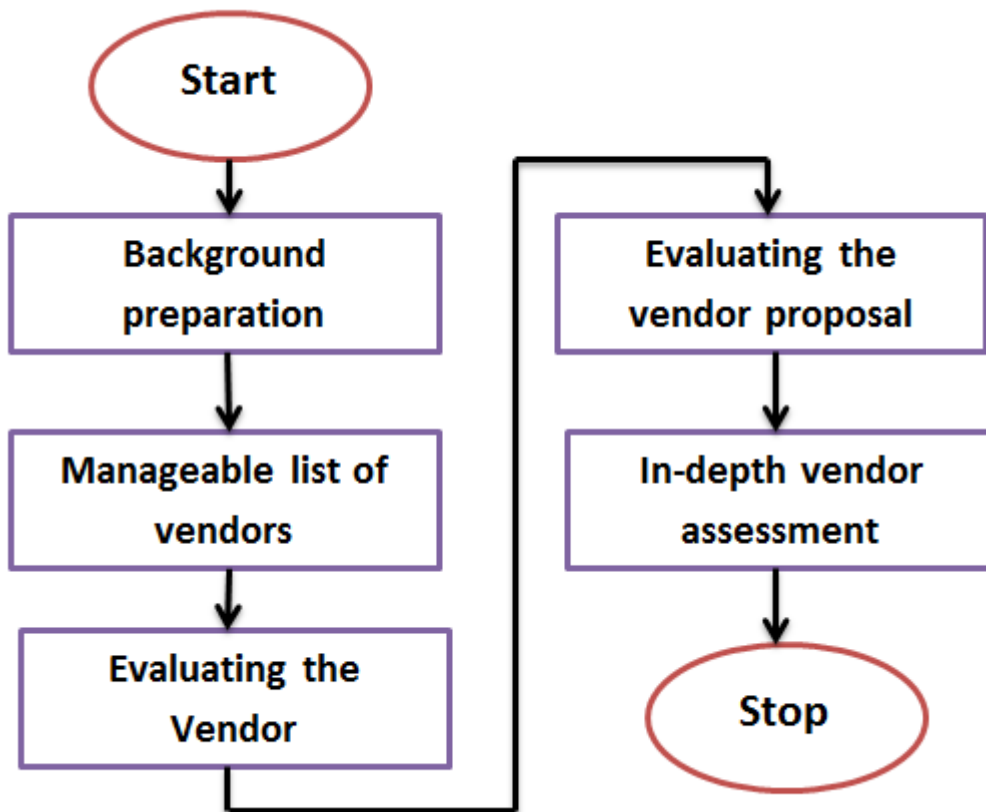 Start
Background
preparation
Manageable list of
vendors
Evaluating the
Vendor
Evaluating the
vendor proposal
In-depth vendor
assessment
Stop